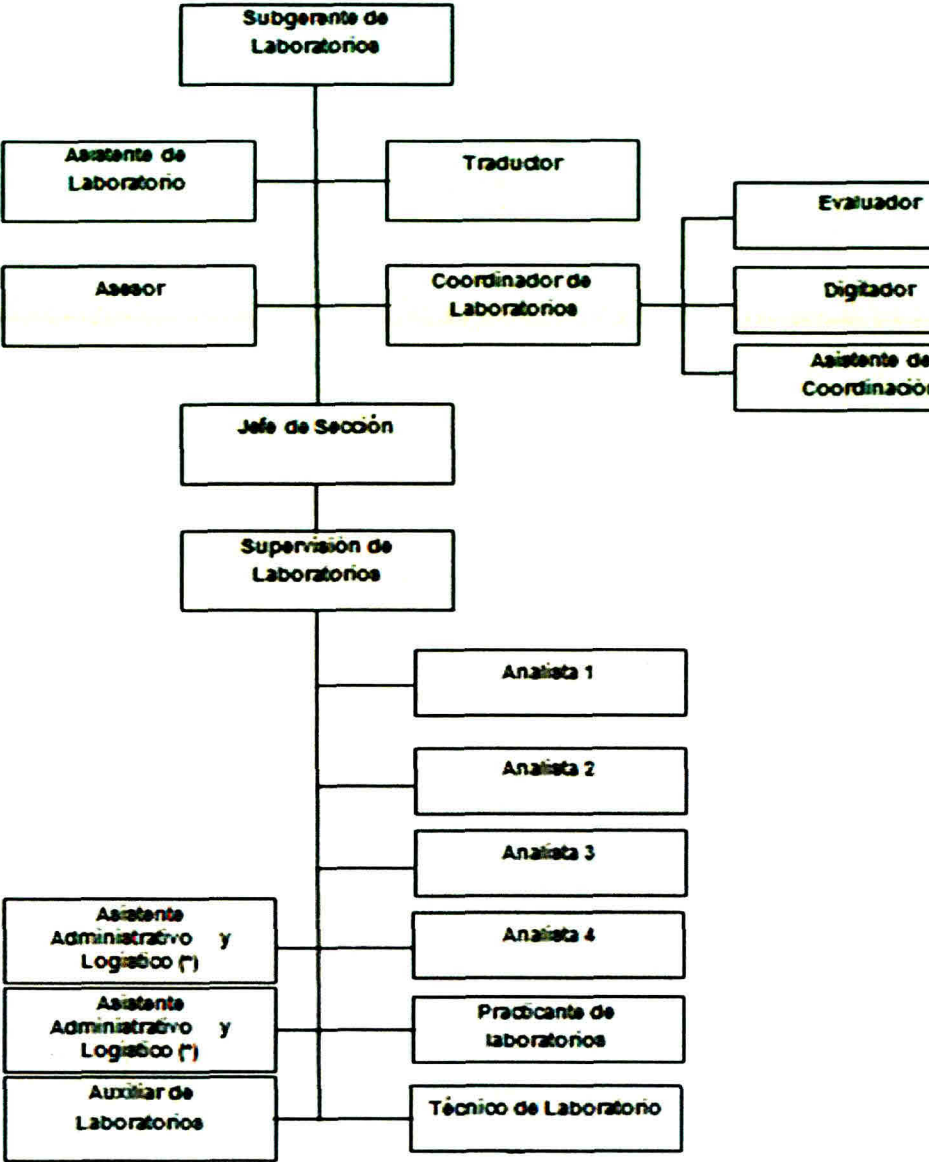 Subgerente de
Laboratorios
Asistente de
Laboratorio
Traductor
Evaluador
Asesor
Coordinador de
Laboratorios
Digitador
Asistente de
Coordinación
Jefe de Sección
Supervisión de
Laboratorios
Analista 1
Analista 2
Analista 3
Asistente
Administrativo y
Logístico (*)
Analista 4
Asistente
Administrativo y
Logístico (*)
Practicante de
laboratorios
Auxiliar de
Laboratorios
Técnico de Laboratorio